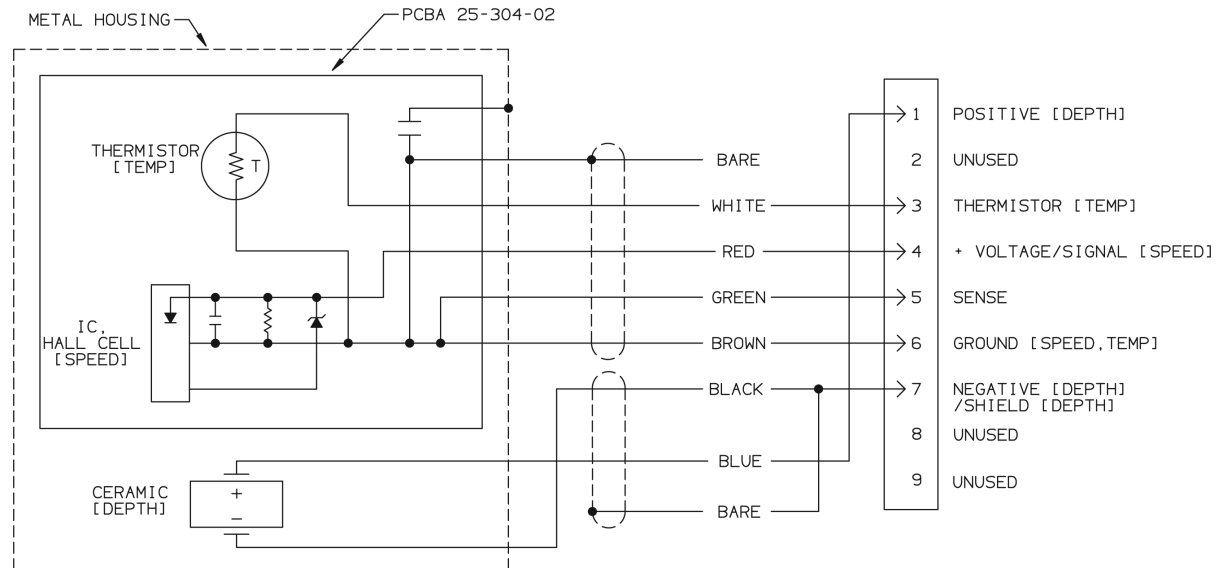 METAL HOUSING
PCBA 25-304-02
THERMISTOR
[TEMP]
T
IC,
HALL CELL
[SPEED]
CERAMIC
[DEPTH]
+
–
BARE
WHITE
RED
GREEN
BROWN
BLACK
BLUE
BARE
1 POSITIVE [DEPTH]
2 UNUSED
3 THERMISTOR [TEMP]
4 + VOLTAGE/SIGNAL [SPEED]
5 SENSE
6 GROUND [SPEED,TEMP]
7 NEGATIVE [DEPTH]
/SHIELD [DEPTH]
8 UNUSED
9 UNUSED